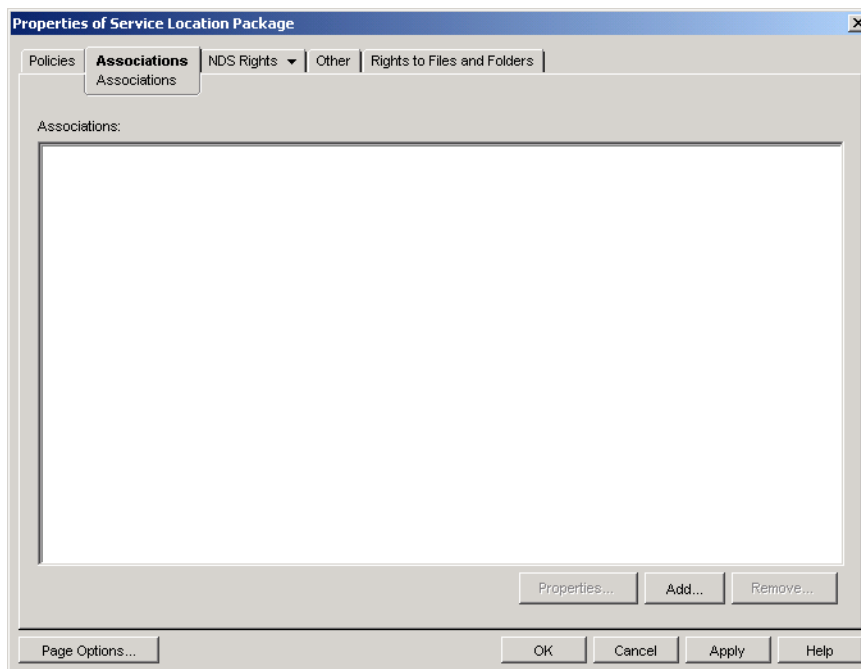 Properties of Service Location Package
Policies Associations NDS Rights Other Rights to Files and Folders
Associations
Associations:
Properties... Add... Remove...
Page Options... OK Cancel Apply Help